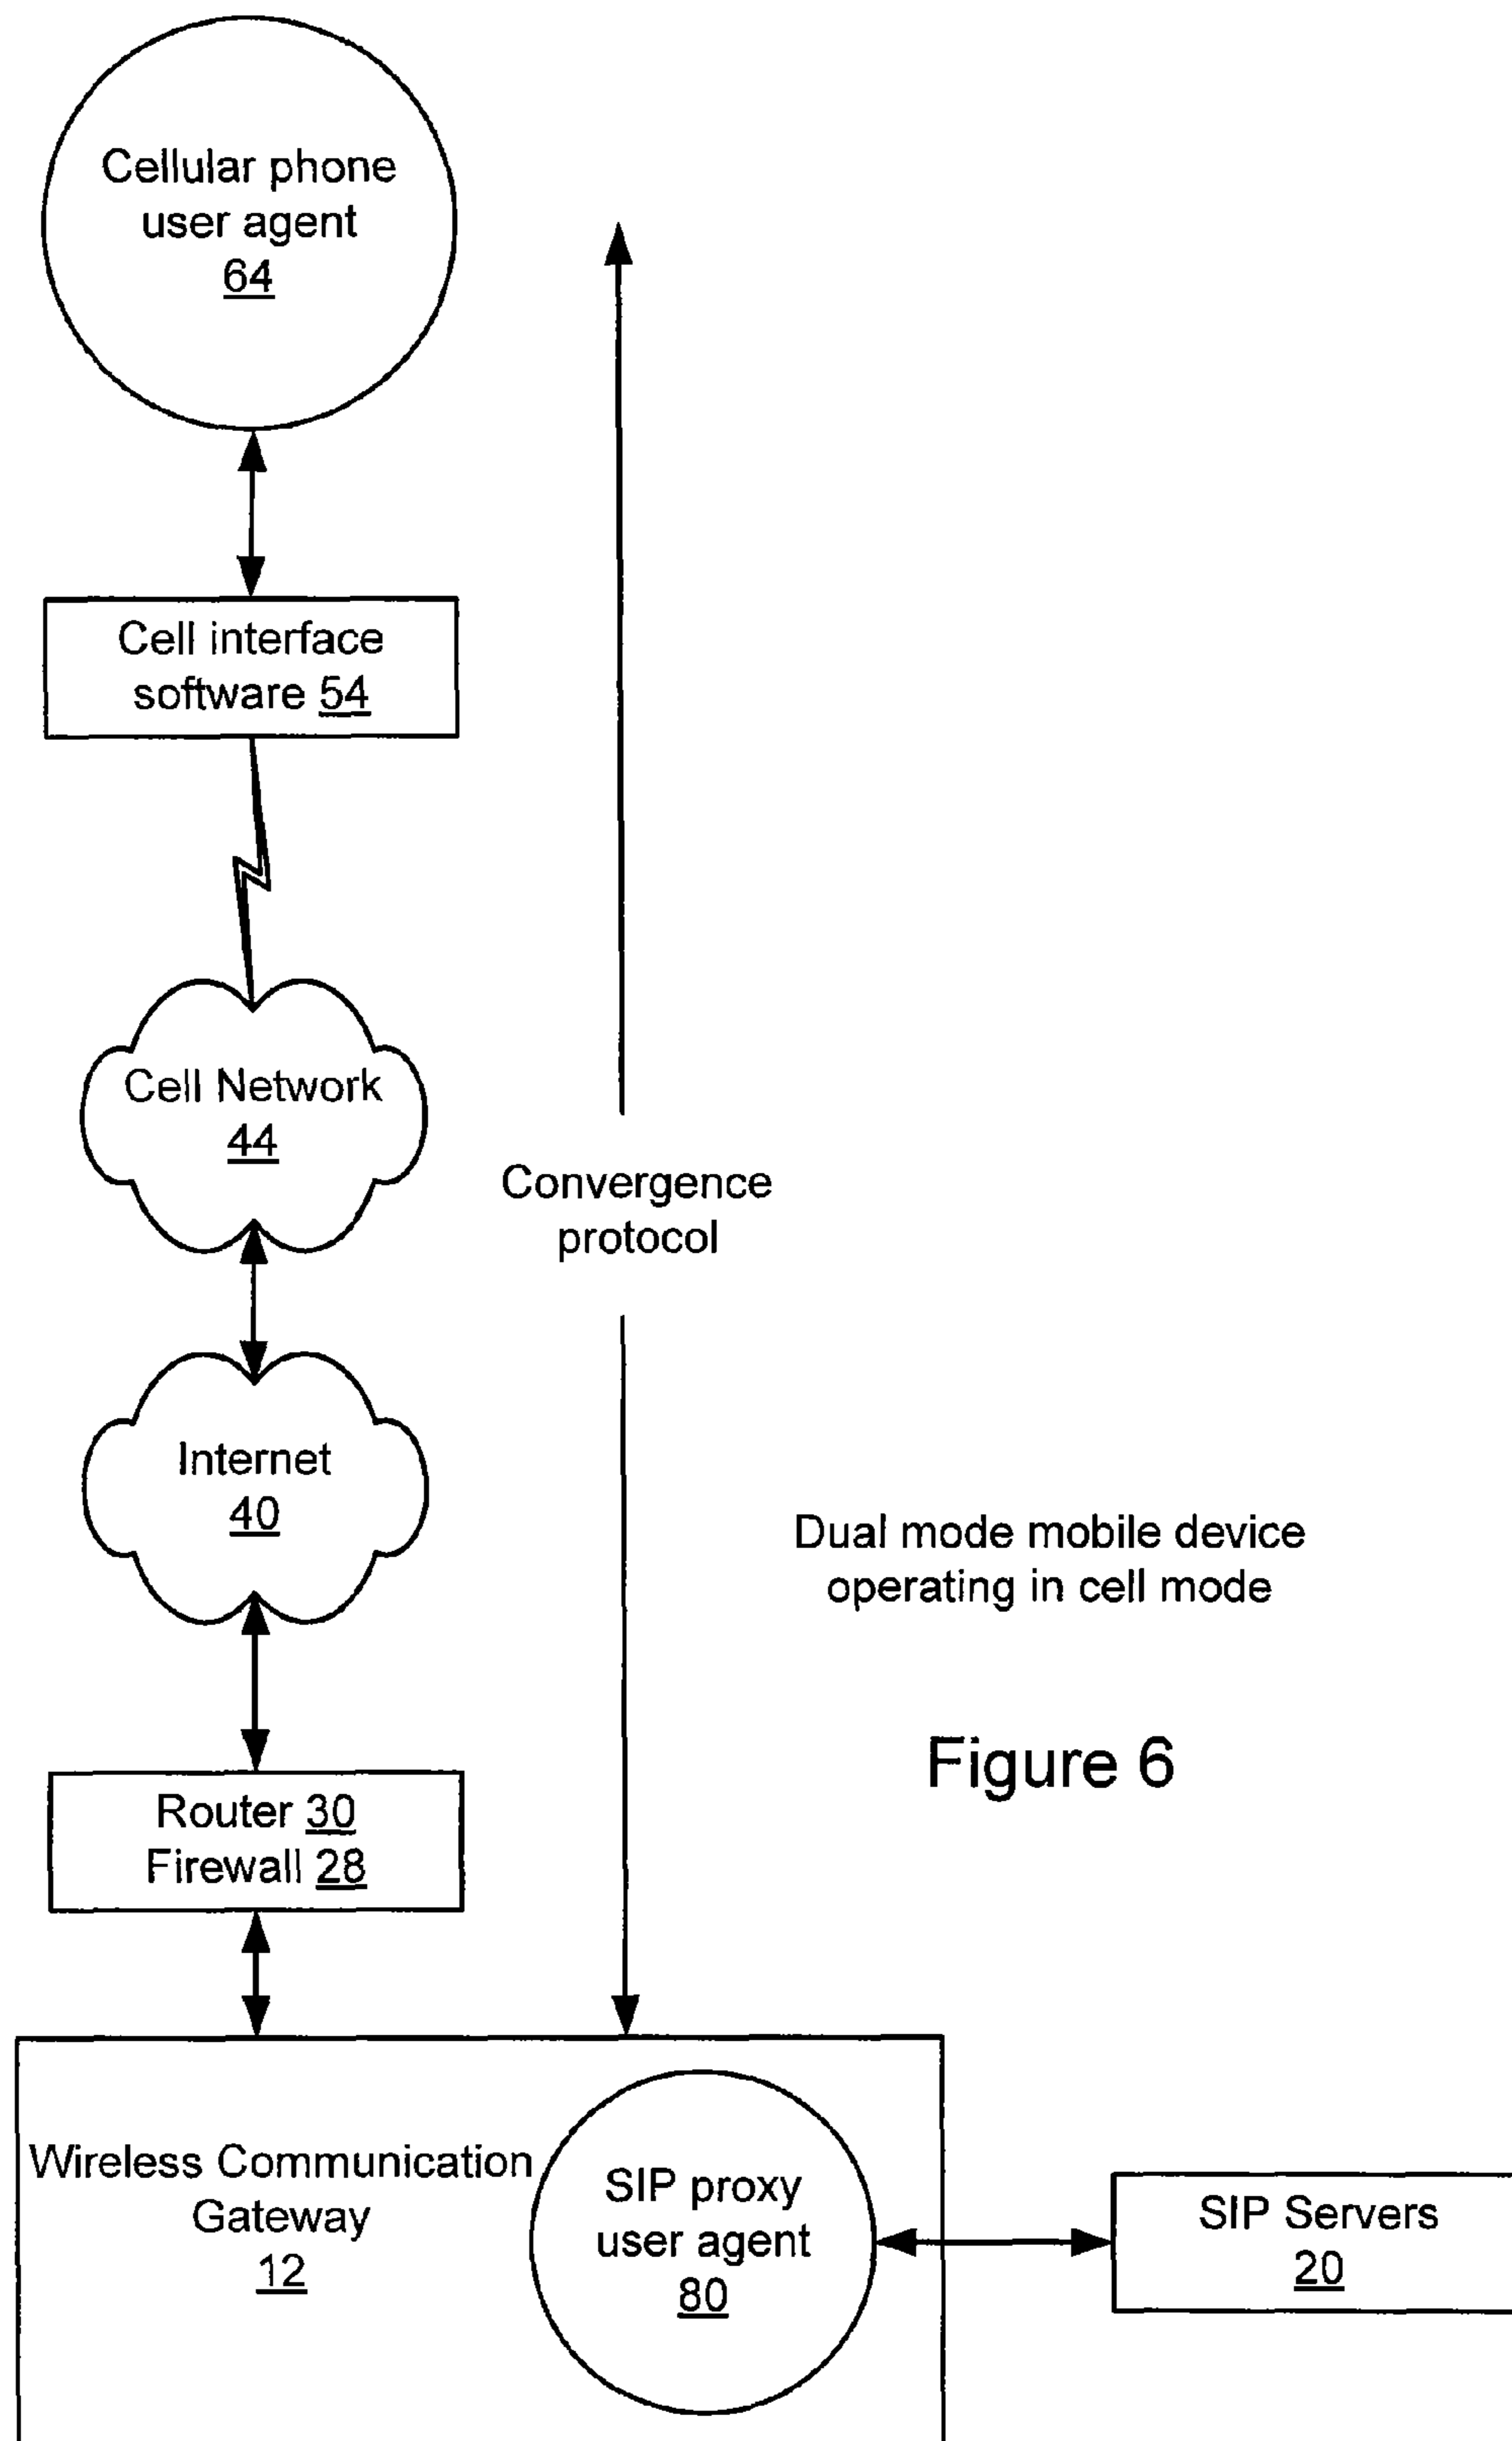 Cellular phone
user agent
64
Cell interface
software 54
Cell Network
44
Convergence
protocol
Internet
40
Dual mode mobile device
operating in cell mode
Figure 6
Router 30
Firewall 28
Wireless Communication
Gateway
12
SIP proxy
user agent
80
SIP Servers
20